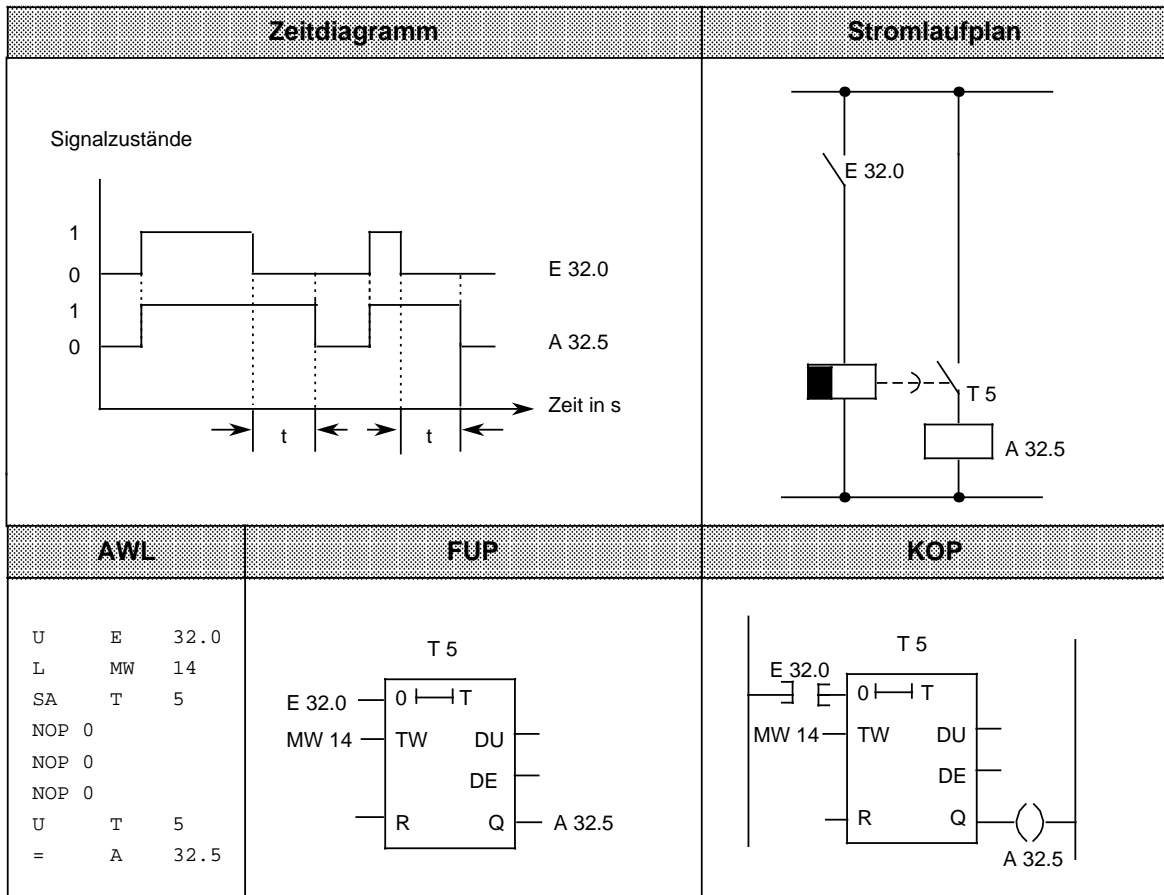 Zeitdiagramm
Stromlaufplan
Signalzustände
1
0
E 32.0
1
0
A 32.5
Zeit in s
t
t
E 32.0
T 5
A 32.5
AWL
FUP
KOP
U E 32.0
L MW 14
SA T 5
NOP 0
NOP 0
NOP 0
U T 5
= A 32.5
T 5
E 32.0
0 T
MW 14
TW
DU
DE
R
Q
A 32.5
T 5
E 32.0
0 T
MW 14
TW
DU
DE
R
Q
A 32.5